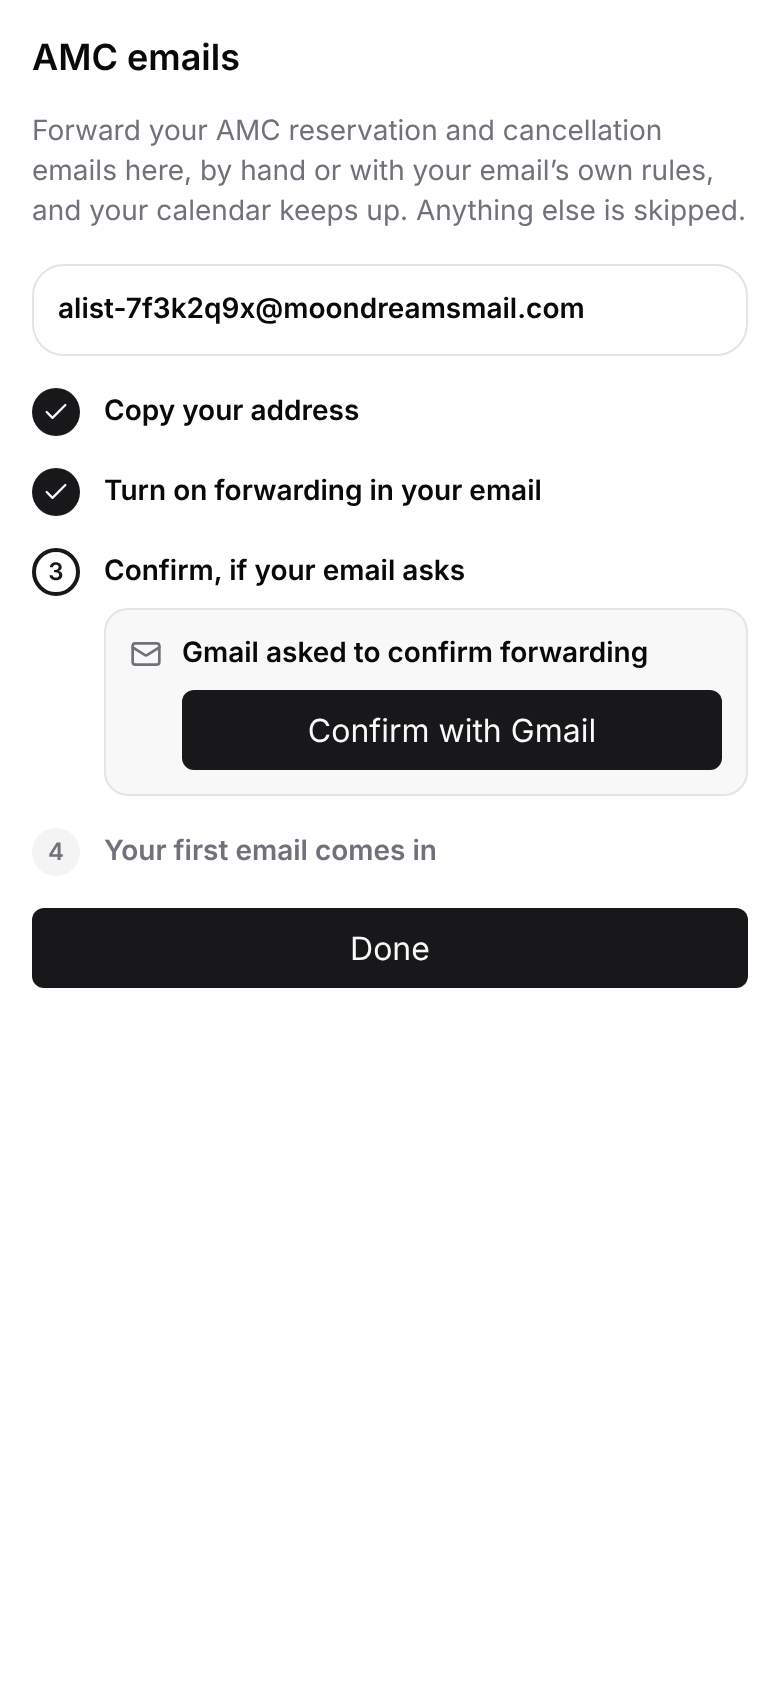 AMC emails
Forward your AMC reservation and cancellation
emails here, by hand or with your email’s own rules,
and your calendar keeps up. Anything else is skipped.
alist-7f3k2q9x@moondreamsmail.com
Copy your address
Turn on forwarding in your email
3 Confirm, if your email asks
Gmail asked to confirm forwarding
Confirm with Gmail
4 Your first email comes in
Done